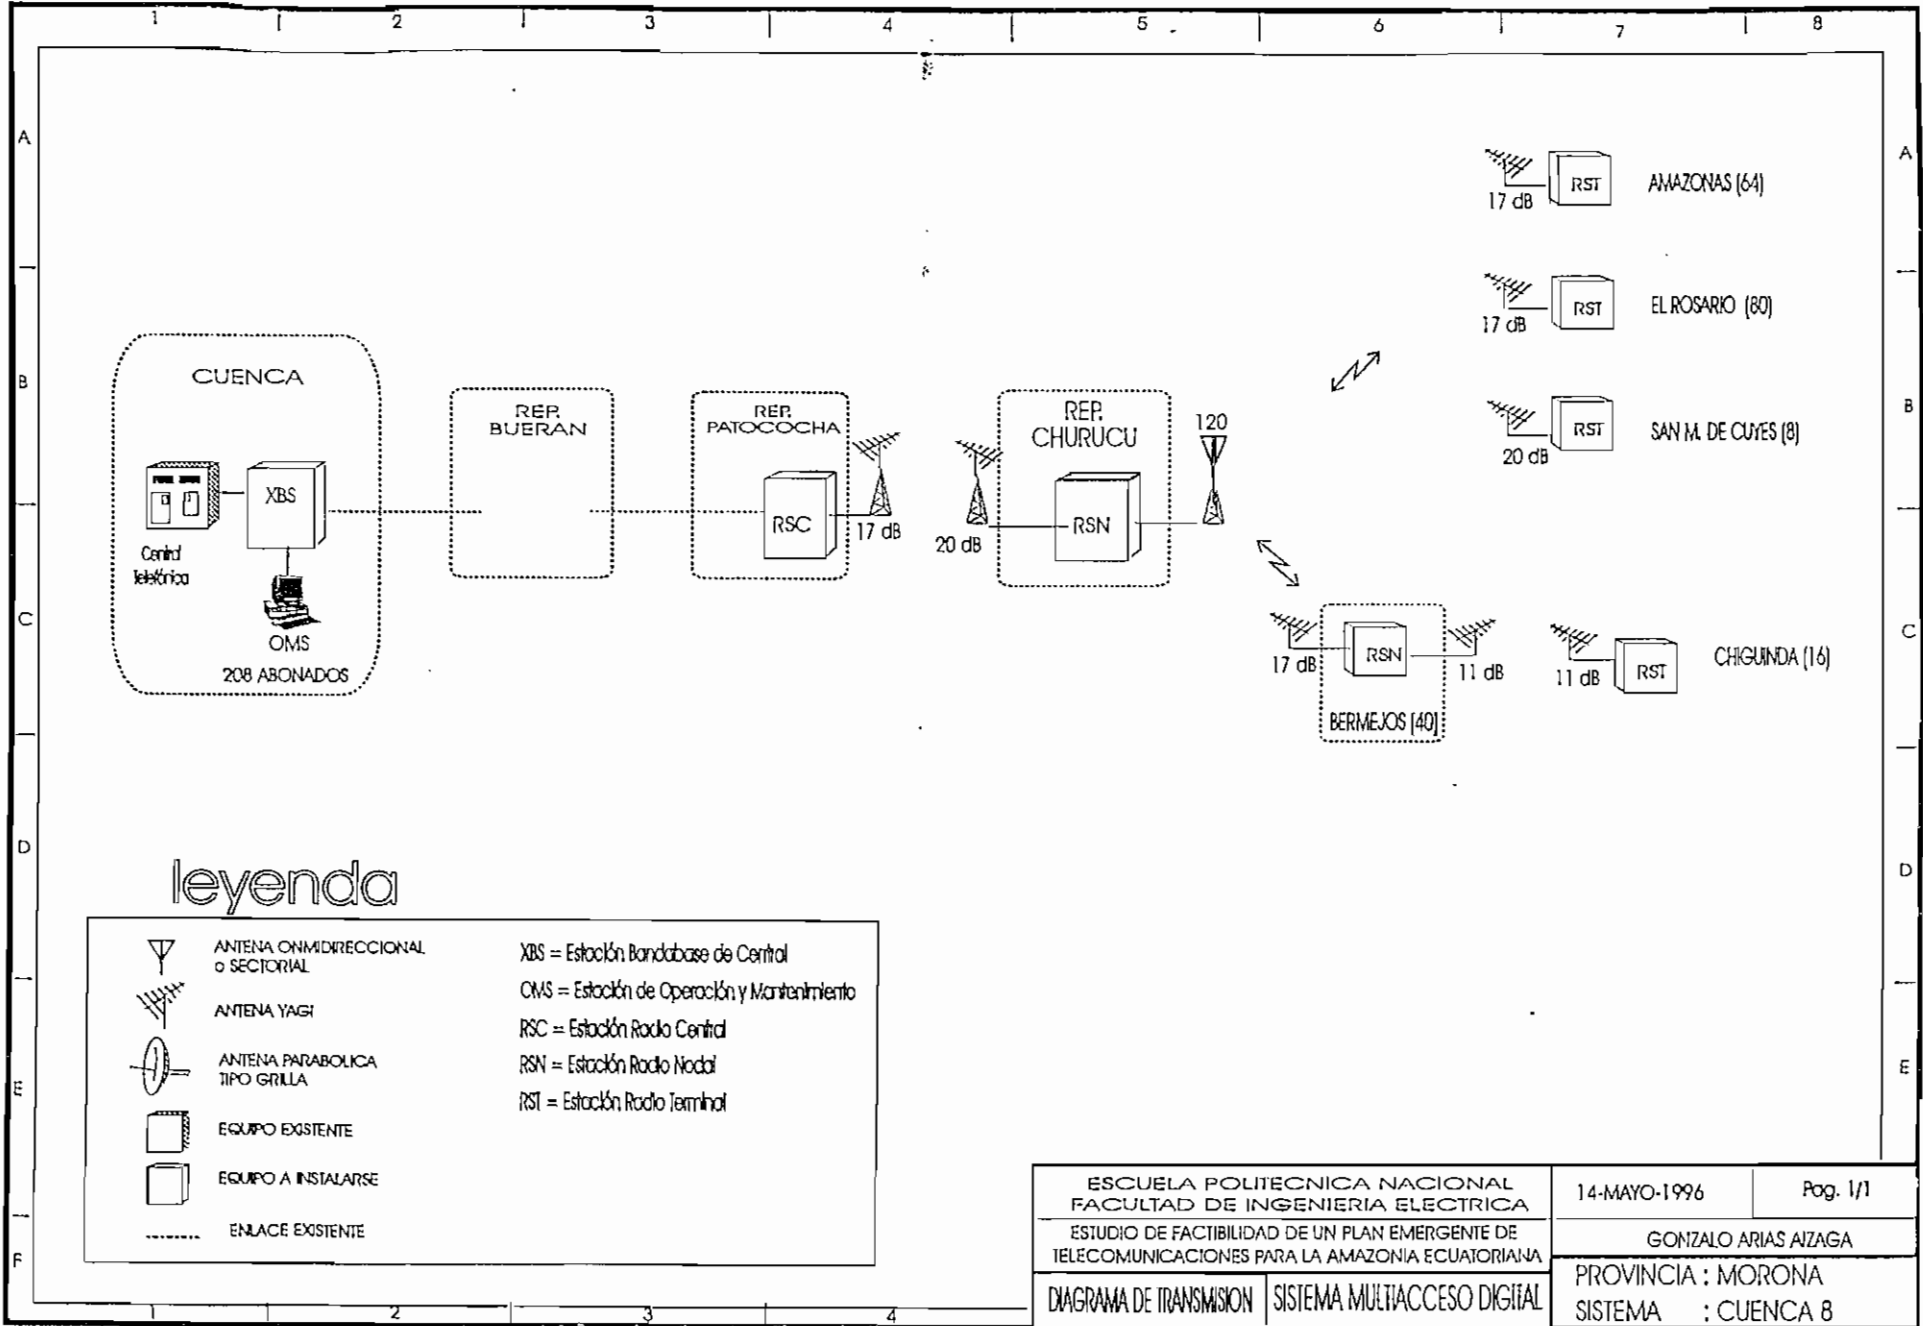 1 2 3 4 5 6 7 8
A
A
B
B
C
C
D
D
E
E
F
RST AMAZONAS (64)
17 dB
RST EL ROSARIO (80)
17 dB
RST SAN M. DE CUYES (8)
20 dB
CUENCA
XBS
Central
Telefónica
OMS
208 ABONADOS
REP.
BUERAN
REP.
PATOCOCHA
RSC
17 dB
REP.
CHURUCU
RSN
20 dB
120
17 dB
RSN
11 dB
BERMEJOS [40]
11 dB
RST
CHIGUINDA (16)
leyenda
ANTENA ONMIDIRECCIONAL
o SECTORIAL
ANTENA YAGI
ANTENA PARABOLICA
TIPO GRILLA
EQUIPO EXISTENTE
EQUIPO A INSTALARSE
ENLACE EXISTENTE
XBS = Estación Bandabase de Central
OMS = Estación de Operación y Mantenimiento
RSC = Estación Radio Central
RSN = Estación Radio Nodal
RST = Estación Radio Terminal
ESCUELA POLITECNICA NACIONAL
FACULTAD DE INGENIERIA ELECTRICA
ESTUDIO DE FACTIBILIDAD DE UN PLAN EMERGENTE DE
TELECOMUNICACIONES PARA LA AMAZONIA ECUATORIANA
DIAGRAMA DE TRANSMISION
SISTEMA MULTIACCESO DIGITAL
14-MAYO-1996
Pag. 1/1
GONZALO ARIAS AIZAGA
PROVINCIA : MORONA
SISTEMA : CUENCA 8
1 2 3 4